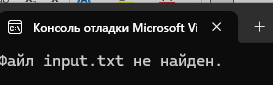 Консоль отладки Microsoft Vi
Файл input.txt не найден.